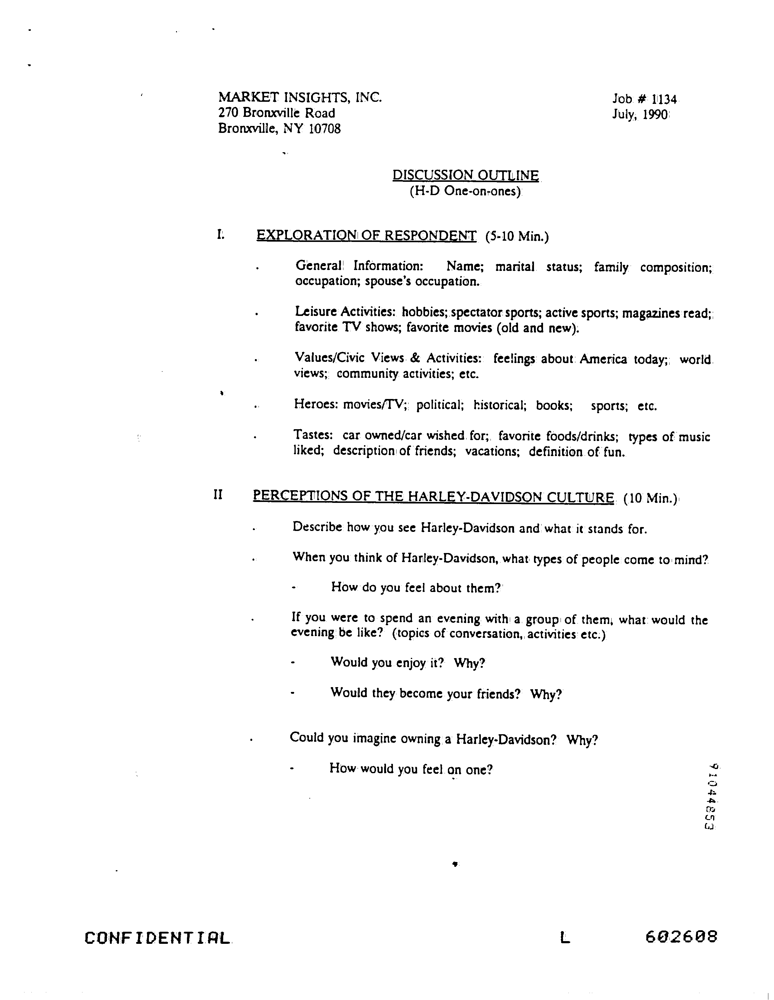 MARKET INSIGHTS, INC.
270 Bronxville Road
Bronxville, NY 10708
Job # 1134
July, 1990
DISCUSSION OUTLINE
(H-D One-on-ones)
I. EXPLORATION OF RESPONDENT (5-10 Min.)
. General Information: Name; marital status; family composition;
occupation; spouse's occupation.
. Leisure Activities: hobbies; spectator sports; active sports; magazines read;
favorite TV shows; favorite movies (old and new).
. Values/Civic Views & Activities: feelings about America today; world
views; community activities; etc.
. Heroes: movies/TV; political; historical; books; sports; etc.
. Tastes: car owned/car wished for; favorite foods/drinks; types of music
liked; description of friends; vacations; definition of fun.
II PERCEPTIONS OF THE HARLEY-DAVIDSON CULTURE (10 Min.)
. Describe how you see Harley-Davidson and what it stands for.
. When you think of Harley-Davidson, what types of people come to mind?
- How do you feel about them?
. If you were to spend an evening with a group of them, what would the
evening be like? (topics of conversation, activities etc.)
- Would you enjoy it? Why?
- Would they become your friends? Why?
. Could you imagine owning a Harley-Davidson? Why?
- How would you feel on one?
91044853
CONFIDENTIAL
L 602608